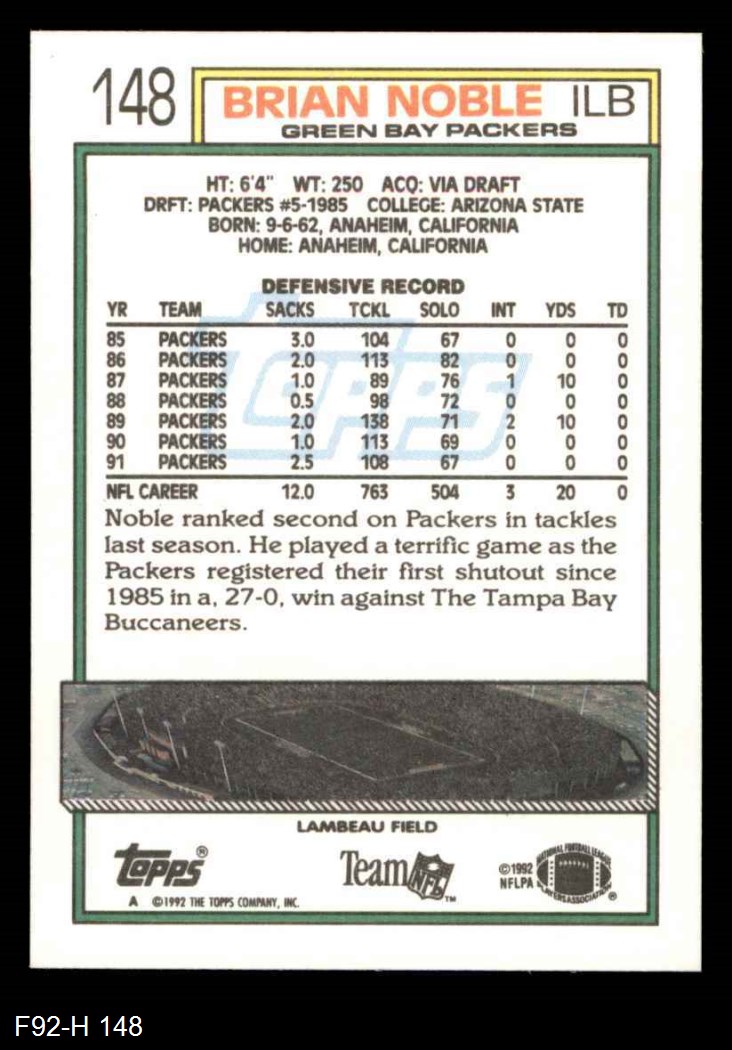 148 BRIAN NOBLE ILB
GREEN BAY PACKERS
HT: 6'4" WT: 250 ACQ: VIA DRAFT
DRFT: PACKERS #5-1985 COLLEGE: ARIZONA STATE
BORN: 9-6-62, ANAHEIM, CALIFORNIA
HOME: ANAHEIM, CALIFORNIA
DEFENSIVE RECORD
YR TEAM SACKS TCKL SOLO INT YDS TD
85 PACKERS 3.0 104 67 0 0 0
86 PACKERS 2.0 113 82 0 0 0
87 PACKERS 1.0 89 76 1 10 0
88 PACKERS 0.5 98 72 0 0 0
89 PACKERS 2.0 138 71 2 10 0
90 PACKERS 1.0 113 69 0 0 0
91 PACKERS 2.5 108 67 0 0 0
NFL CAREER 12.0 763 504 3 20 0
Topps
Noble ranked second on Packers in tackles
last season. He played a terrific game as the
Packers registered their first shutout since
1985 in a, 27-0, win against The Tampa Bay
Buccaneers.
LAMBEAU FIELD
Topps®
Team NFL™
©1992
NFLPA
NATIONAL FOOTBALL LEAGUE
PLAYERS ASSOCIATION ®
A ©1992 THE TOPPS COMPANY, INC.
F92-H 148